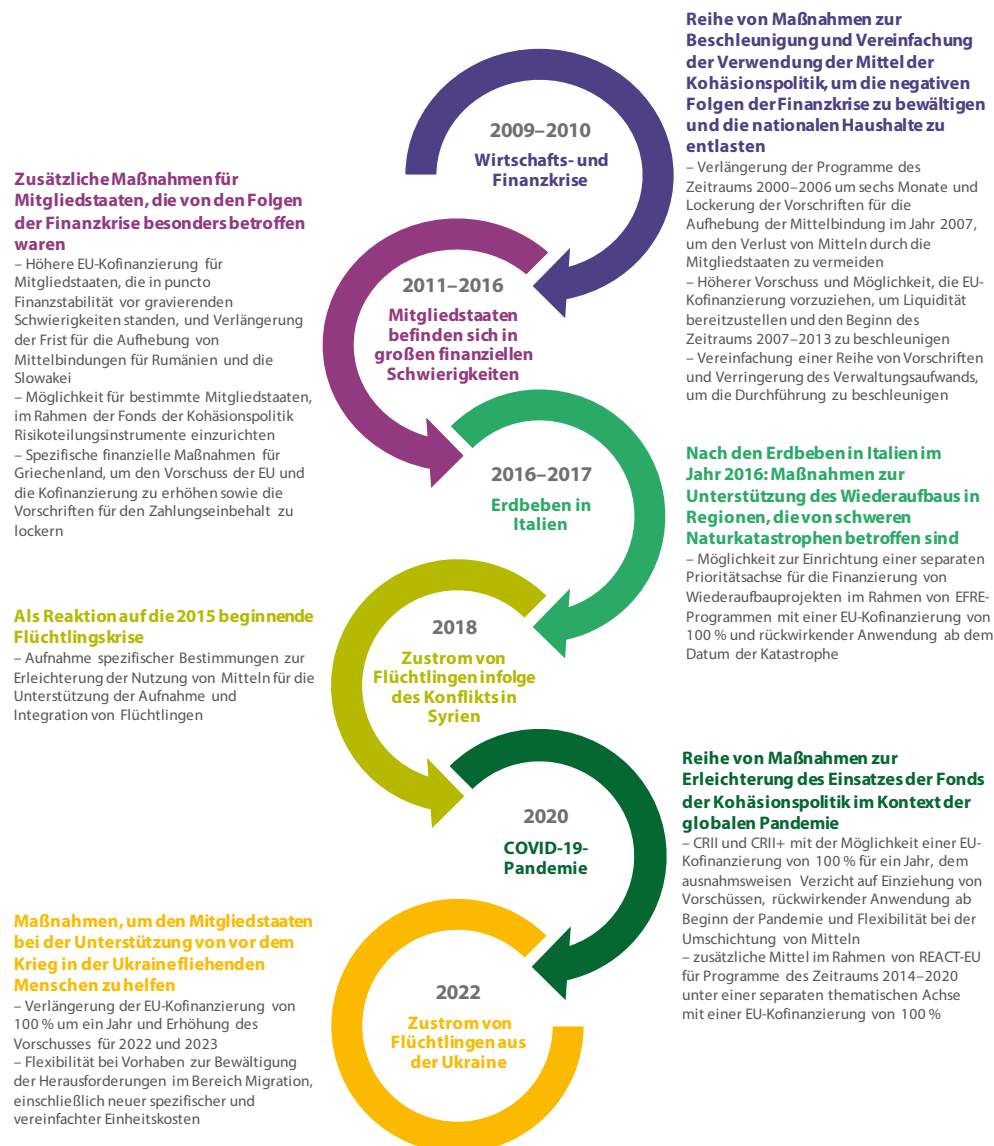 2009–2010
Wirtschafts- und
Finanzkrise
Reihe von Maßnahmen zur
Beschleunigung und Vereinfachung
der Verwendung der Mittel der
Kohäsionspolitik, um die negativen
Folgen der Finanzkrise zu bewältigen
und die nationalen Haushalte zu
entlasten
– Verlängerung der Programme des
Zeitraums 2000–2006 um sechs Monate und
Lockerung der Vorschriften für die
Aufhebung der Mittelbindung im Jahr 2007,
um den Verlust von Mitteln durch die
Mitgliedstaaten zu vermeiden
– Höherer Vorschuss und Möglichkeit, die EU-
Kofinanzierung vorzuziehen, um Liquidität
bereitzustellen und den Beginn des
Zeitraums 2007–2013 zu beschleunigen
– Vereinfachung einer Reihe von Vorschriften
und Verringerung des Verwaltungsaufwands,
um die Durchführung zu beschleunigen
Zusätzliche Maßnahmen für
Mitgliedstaaten, die von den Folgen
der Finanzkrise besonders betroffen
waren
– Höhere EU-Kofinanzierung für
Mitgliedstaaten, die in puncto
Finanzstabilität vor gravierenden
Schwierigkeiten standen, und Verlängerung
der Frist für die Aufhebung von
Mittelbindungen für Rumänien und die
Slowakei
– Möglichkeit für bestimmte Mitgliedstaaten,
im Rahmen der Fonds der Kohäsionspolitik
Risikoteilungsinstrumente einzurichten
– Spezifische finanzielle Maßnahmen für
Griechenland, um den Vorschuss der EU und
die Kofinanzierung zu erhöhen sowie die
Vorschriften für den Zahlungseinbehalt zu
lockern
2011–2016
Mitgliedstaaten
befinden sich in
großen finanziellen
Schwierigkeiten
2016–2017
Erdbeben in
Italien
Nach den Erdbeben in Italien im
Jahr 2016: Maßnahmen zur
Unterstützung des Wiederaufbaus in
Regionen, die von schweren
Naturkatastrophen betroffen sind
– Möglichkeit zur Einrichtung einer separaten
Prioritätsachse für die Finanzierung von
Wiederaufbauprojekten im Rahmen von EFRE-
Programmen mit einer EU-Kofinanzierung von
100 % und rückwirkender Anwendung ab dem
Datum der Katastrophe
Als Reaktion auf die 2015 beginnende
Flüchtlingskrise
– Aufnahme spezifischer Bestimmungen zur
Erleichterung der Nutzung von Mitteln für die
Unterstützung der Aufnahme und
Integration von Flüchtlingen
2018
Zustrom von
Flüchtlingen infolge
des Konflikts in
Syrien
2020
COVID-19-
Pandemie
Reihe von Maßnahmen zur
Erleichterung des Einsatzes der Fonds
der Kohäsionspolitik im Kontext der
globalen Pandemie
– CRII und CRII+ mit der Möglichkeit einer EU-
Kofinanzierung von 100 % für ein Jahr, dem
ausnahmsweisen Verzicht auf Einziehung von
Vorschüssen, rückwirkender Anwendung ab
Beginn der Pandemie und Flexibilität bei der
Umschichtung von Mitteln
– zusätzliche Mittel im Rahmen von REACT-EU
für Programme des Zeitraums 2014–2020
unter einer separaten thematischen Achse
mit einer EU-Kofinanzierung von 100 %
Maßnahmen, um den Mitgliedstaaten
bei der Unterstützung von vor dem
Krieg in der Ukraine fliehenden
Menschen zu helfen
– Verlängerung der EU-Kofinanzierung von
100 % um ein Jahr und Erhöhung des
Vorschusses für 2022 und 2023
– Flexibilität bei Vorhaben zur Bewältigung
der Herausforderungen im Bereich Migration,
einschließlich neuer spezifischer und
vereinfachter Einheitskosten
2022
Zustrom von
Flüchtlingen aus
der Ukraine